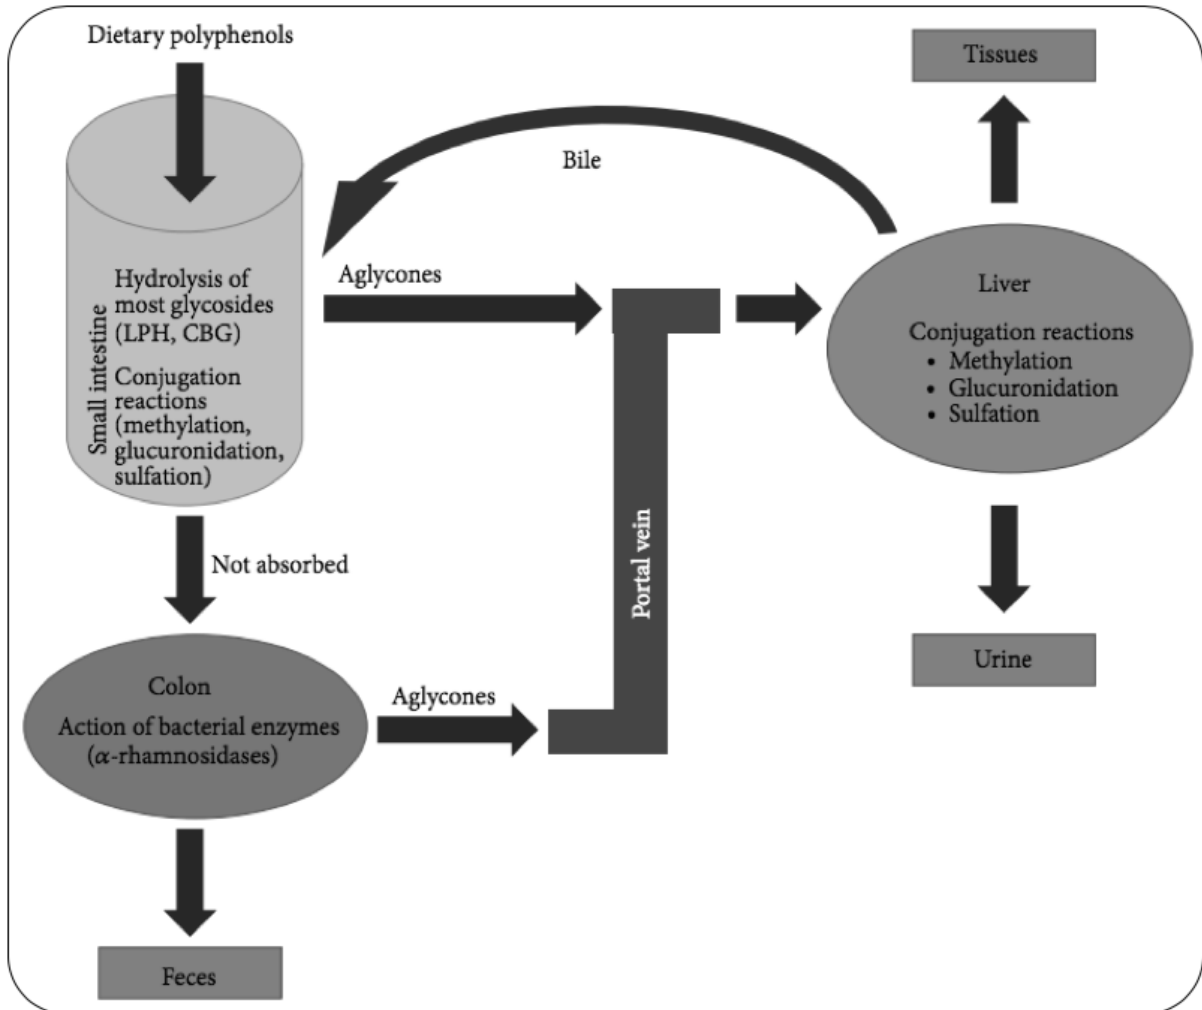 Dietary polyphenols
Tissues
Bile
Small intestine
Hydrolysis of
most glycosides
(LPH, CBG)
Conjugation
reactions
(methylation,
glucuronidation,
sulfation)
Aglycones
Liver
Conjugation reactions
• Methylation
• Glucuronidation
• Sulfation
Portal vein
Not absorbed
Urine
Colon
Action of bacterial enzymes
(α-rhamnosidases)
Aglycones
Feces